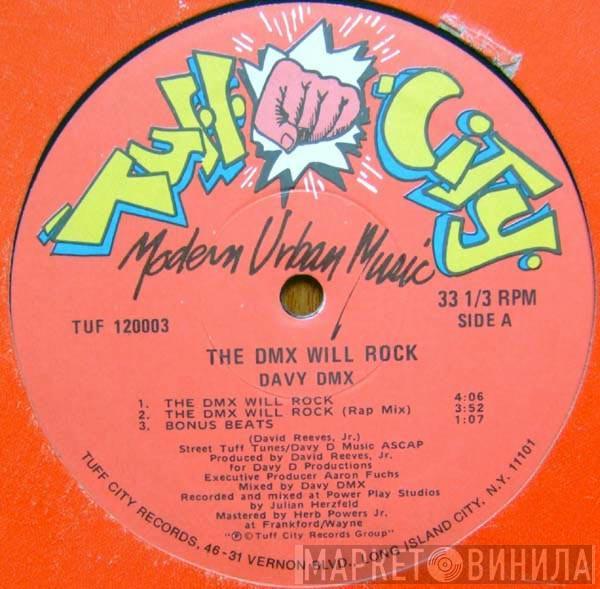 Tuff City
Modern Urban Music
TUF 120003
33 1/3 RPM
SIDE A
THE DMX WILL ROCK
DAVY DMX
1. THE DMX WILL ROCK 4:06
2. THE DMX WILL ROCK (Rap Mix) 3:52
3. BONUS BEATS 1:07
(David Reeves, Jr.)
Street Tuff Tunes/Davy D Music ASCAP
Produced by David Reeves, Jr.
for Davy D Productions
Executive Producer Aaron Fuchs
Mixed by Davy DMX
Recorded and mixed at Power Play Studios
by Julian Herzfeld
Mastered by Herb Powers Jr.
at Frankford/Wayne
"℗©Tuff City Records Group"
TUFF CITY RECORDS, 46-31 VERNON BLVD., LONG ISLAND CITY, N.Y. 11101
МАРКЕТ ВИНИЛА